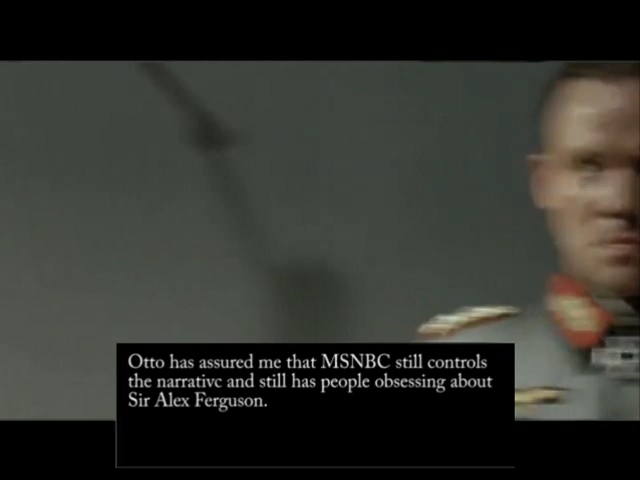 Otto has assured me that MSNBC still controls
the narrativc and still has people obsessing about
Sir Alex Ferguson.